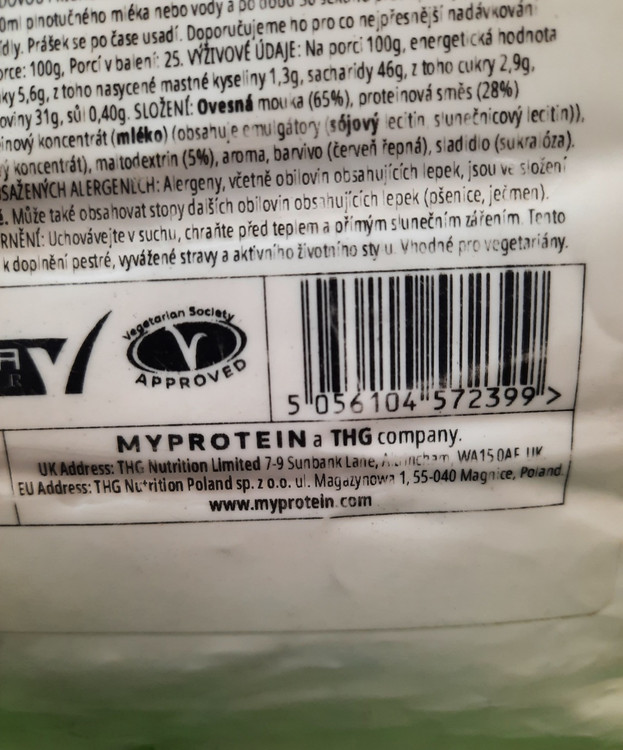 0ml plnotučného mléka nebo vody a po dobu 30
ídly. Prášek se po čase usadí. Doporučujeme ho pro co nejpřesnější nadávkován
orce: 100g, Porcí v balení: 25. VÝŽIVOVÉ ÚDAJE: Na porci 100g, energetická hodnota
ky 5,6g, z toho nasycené mastné kyseliny 1,3g, sacharidy 46g, z toho cukry 2,9g,
oviny 31g, sůl 0,40g. SLOŽENÍ: Ovesná mouka (65%), proteinová směs (28%)
inový koncentrát (mléko) (obsahuje emulgátory (sójový lecitin, slunečnicový lecitin)),
ý koncentrát), maltodextrin (5%), aroma, barvivo (červeň řepná), sladidlo (sukralóza).
SAŽENÝCH ALERGENECH: Alergeny, včetně obilovin obsahujících lepek, jsou ve složení
ě. Může také obsahovat stopy dalších obilovin obsahujících lepek (pšenice, ječmen).
RNĚNÍ: Uchovávejte v suchu, chraňte před teplem a přímým slunečním zářením. Tento
k doplnění pestré, vyvážené stravy a aktivního životního stylu. Vhodné pro vegetariány.
Vegetarian Society
V
APPROVED
5 056104 572399 >
MYPROTEIN a THG company.
UK Address: THG Nutrition Limited 7-9 Sunbank Lane, WA15 0AF UK
EU Address: THG Nutrition Poland sp. z o.o. ul. Magazynowa 1, 55-040 Magnice, Poland.
www.myprotein.com